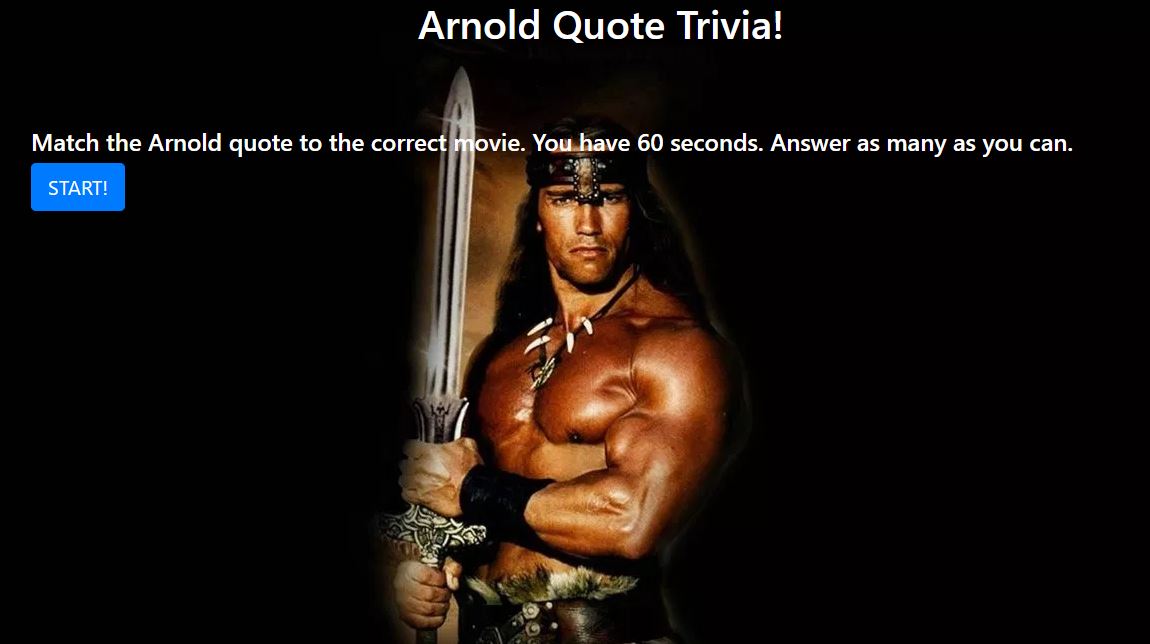 Arnold Quote Trivia!
Match the Arnold quote to the correct movie. You have 60 seconds. Answer as many as you can.
START!